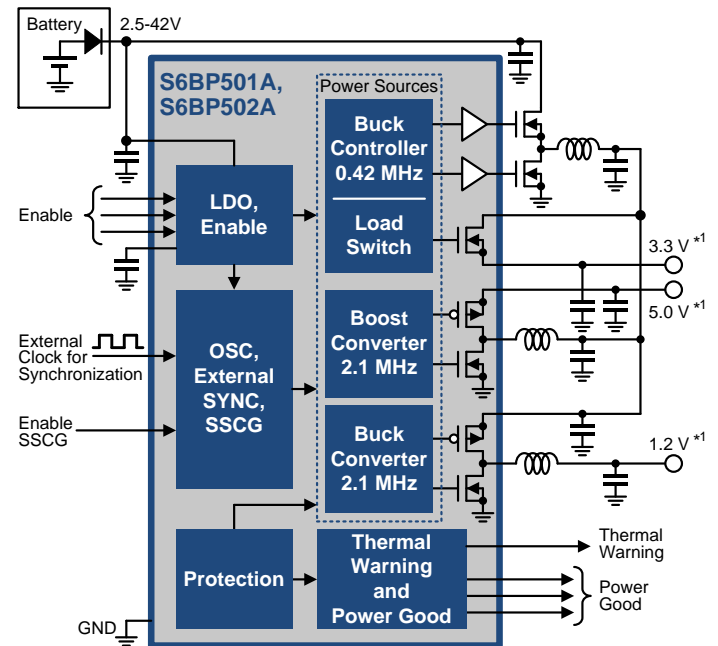 Battery
2.5-42V
S6BP501A,
S6BP502A
Power Sources
Buck
Controller
0.42 MHz
Load
Switch
LDO,
Enable
Enable
3.3 V *1
5.0 V *1
Boost
Converter
2.1 MHz
OSC,
External
SYNC,
SSCG
External
Clock for
Synchronization
Enable
SSCG
Buck
Converter
2.1 MHz
1.2 V *1
Protection
Thermal
Warning
and
Power Good
Thermal
Warning
Power
Good
GND